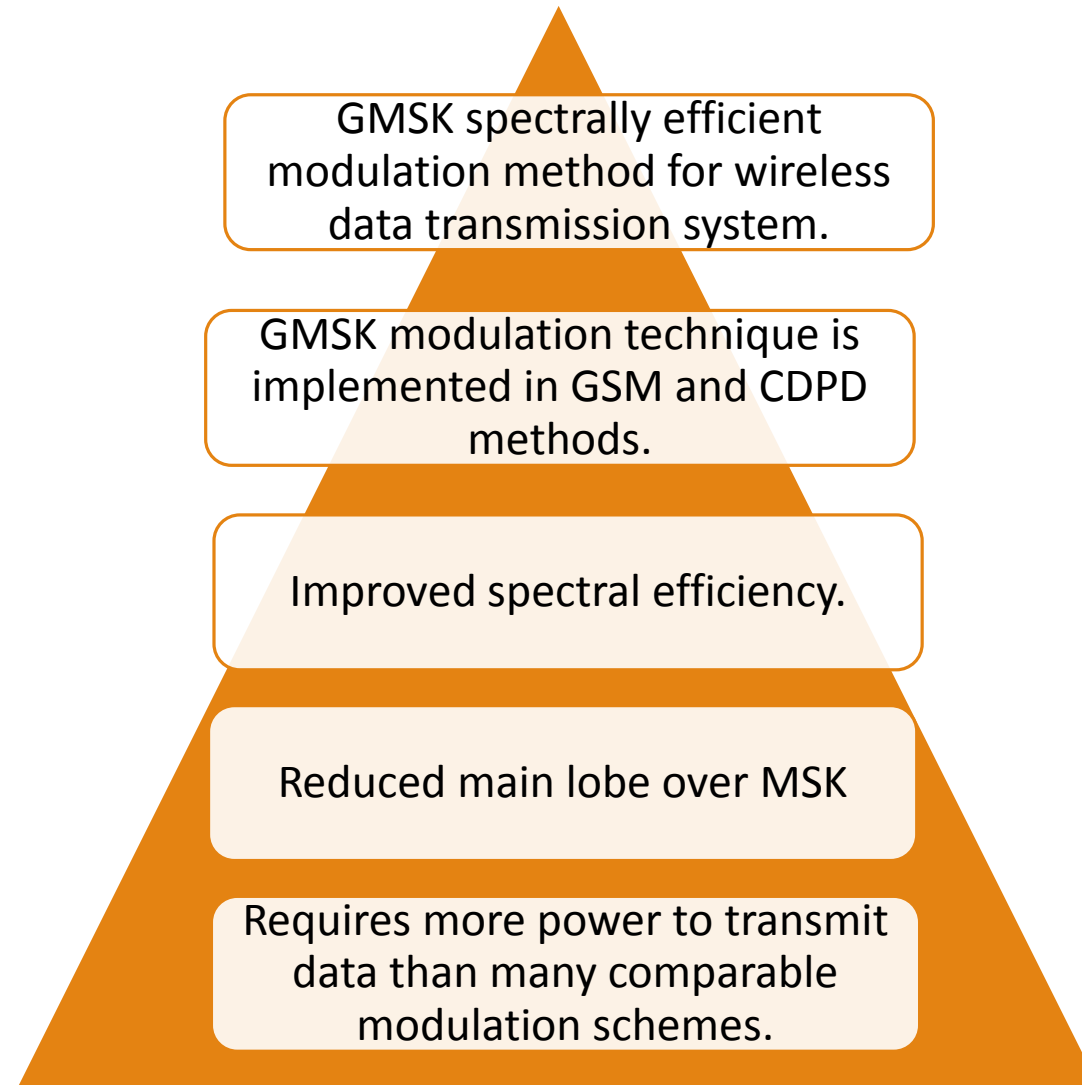 GMSK spectrally efficient
modulation method for wireless
data transmission system.
GMSK modulation technique is
implemented in GSM and CDPD
methods.
Improved spectral efficiency.
Reduced main lobe over MSK
Requires more power to transmit
data than many comparable
modulation schemes.